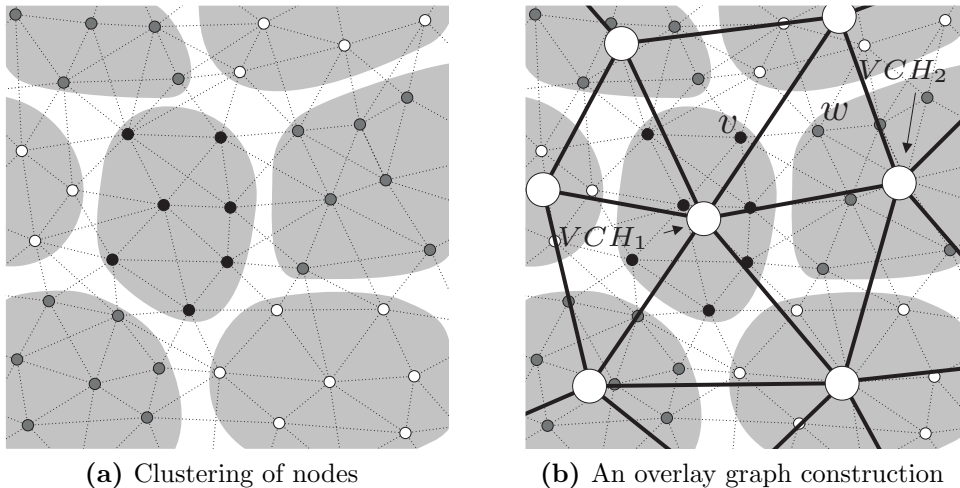 VCH₂
v
w
VCH₁
(a) Clustering of nodes
(b) An overlay graph construction